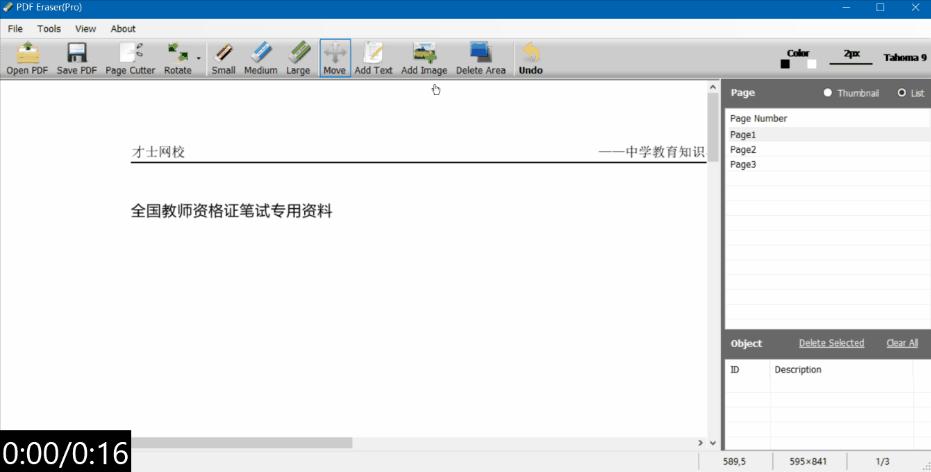 PDF Eraser(Pro)
File Tools View About
Open PDF Save PDF Page Cutter Rotate Small Medium Large Move Add Text Add Image Delete Area Undo
Color 2px Tahoma 9
Page Thumbnail List
Page Number
Page1
Page2
Page3
才士网校 ——中学教育知识
全国教师资格证笔试专用资料
Object Delete Selected Clear All
ID Description
0:00/0:16
589,5 595×841 1/3